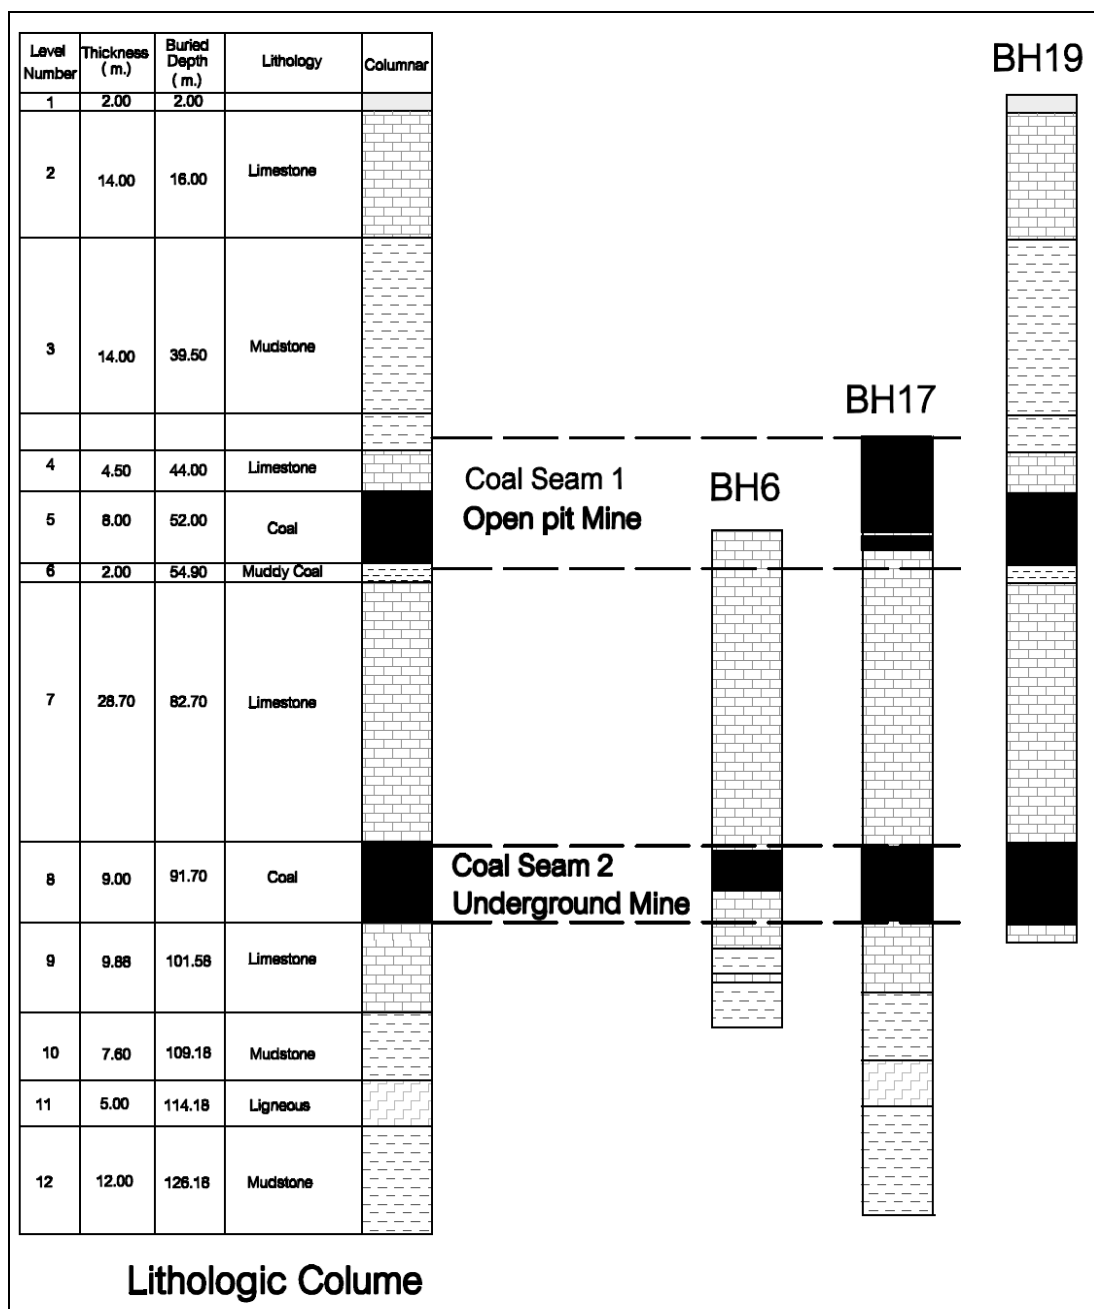 Level Number Thickness ( m.) Buried Depth ( m.) Lithology Columnar
1 2.00 2.00
2 14.00 16.00 Limestone
3 14.00 39.50 Mudstone
4 4.50 44.00 Limestone
5 8.00 52.00 Coal
6 2.00 54.90 Muddy Coal
7 28.70 82.70 Limestone
8 9.00 91.70 Coal
9 9.88 101.58 Limestone
10 7.60 109.18 Mudstone
11 5.00 114.18 Ligneous
12 12.00 126.18 Mudstone
Coal Seam 1
Open pit Mine
Coal Seam 2
Underground Mine
BH6
BH17
BH19
Lithologic Colume